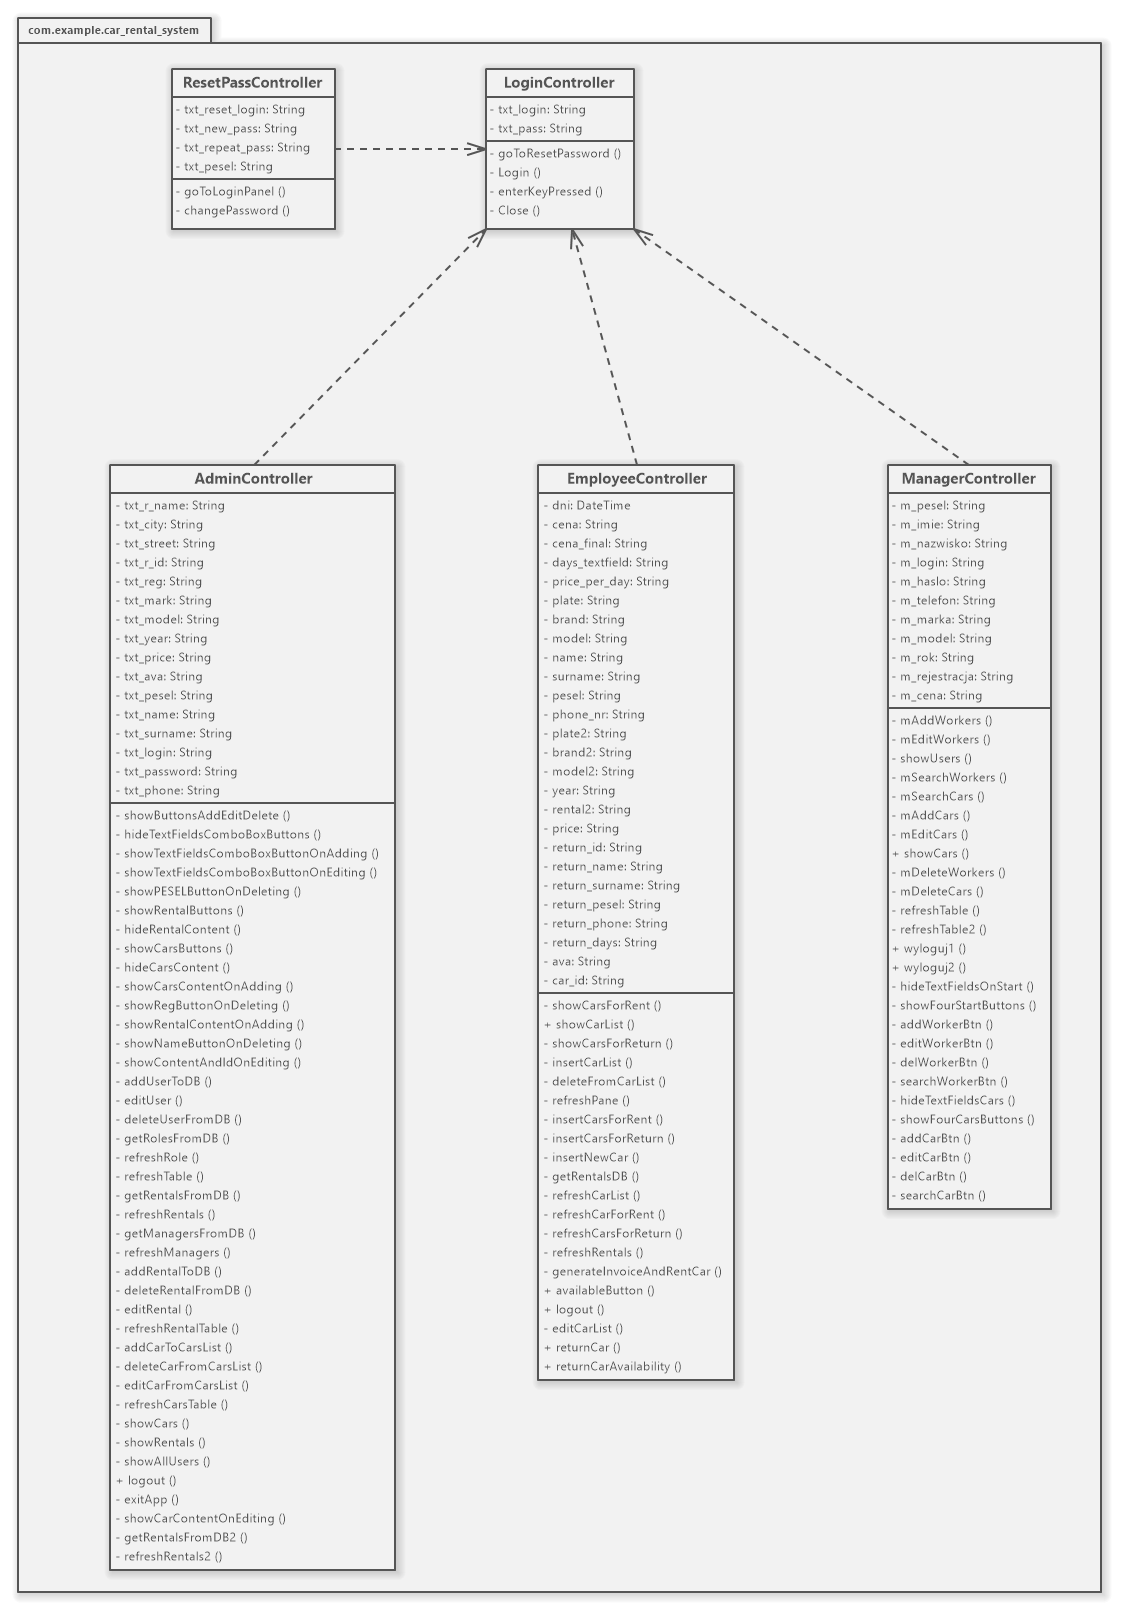 com.example.car_rental_system
ResetPassController
- txt_reset_login: String
- txt_new_pass: String
- txt_repeat_pass: String
- txt_pesel: String
- goToLoginPanel ()
- changePassword ()
LoginController
- txt_login: String
- txt_pass: String
- goToResetPassword ()
- Login ()
- enterKeyPressed ()
- Close ()
AdminController
- txt_r_name: String
- txt_city: String
- txt_street: String
- txt_r_id: String
- txt_reg: String
- txt_mark: String
- txt_model: String
- txt_year: String
- txt_price: String
- txt_ava: String
- txt_pesel: String
- txt_name: String
- txt_surname: String
- txt_login: String
- txt_password: String
- txt_phone: String
- showButtonsAddEditDelete ()
- hideTextFieldsComboBoxButtons ()
- showTextFieldsComboBoxButtonOnAdding ()
- showTextFieldsComboBoxButtonOnEditing ()
- showPESELButtonOnDeleting ()
- showRentalButtons ()
- hideRentalContent ()
- showCarsButtons ()
- hideCarsContent ()
- showCarsContentOnAdding ()
- showRegButtonOnDeleting ()
- showRentalContentOnAdding ()
- showNameButtonOnDeleting ()
- showContentAndIdOnEditing ()
- addUserToDB ()
- editUser ()
- deleteUserFromDB ()
- getRolesFromDB ()
- refreshRole ()
- refreshTable ()
- getRentalsFromDB ()
- refreshRentals ()
- getManagersFromDB ()
- refreshManagers ()
- addRentalToDB ()
- deleteRentalFromDB ()
- editRental ()
- refreshRentalTable ()
- addCarToCarsList ()
- deleteCarFromCarsList ()
- editCarFromCarsList ()
- refreshCarsTable ()
- showCars ()
- showRentals ()
- showAllUsers ()
+ logout ()
- exitApp ()
- showCarContentOnEditing ()
- getRentalsFromDB2 ()
- refreshRentals2 ()
EmployeeController
- dni: DateTime
- cena: String
- cena_final: String
- days_textfield: String
- price_per_day: String
- plate: String
- brand: String
- model: String
- name: String
- surname: String
- pesel: String
- phone_nr: String
- plate2: String
- brand2: String
- model2: String
- year: String
- rental2: String
- price: String
- return_id: String
- return_name: String
- return_surname: String
- return_pesel: String
- return_phone: String
- return_days: String
- ava: String
- car_id: String
- showCarsForRent ()
+ showCarList ()
- showCarsForReturn ()
- insertCarList ()
- deleteFromCarList ()
- refreshPane ()
- insertCarsForRent ()
- insertCarsForReturn ()
- insertNewCar ()
- getRentalsDB ()
- refreshCarList ()
- refreshCarForRent ()
- refreshCarsForReturn ()
- refreshRentals ()
- generateInvoiceAndRentCar ()
+ availableButton ()
+ logout ()
- editCarList ()
+ returnCar ()
+ returnCarAvailability ()
ManagerController
- m_pesel: String
- m_imie: String
- m_nazwisko: String
- m_login: String
- m_haslo: String
- m_telefon: String
- m_marka: String
- m_model: String
- m_rok: String
- m_rejestracja: String
- m_cena: String
- mAddWorkers ()
- mEditWorkers ()
- showUsers ()
- mSearchWorkers ()
- mSearchCars ()
- mAddCars ()
- mEditCars ()
+ showCars ()
- mDeleteWorkers ()
- mDeleteCars ()
- refreshTable ()
- refreshTable2 ()
+ wyloguj1 ()
+ wyloguj2 ()
- hideTextFieldsOnStart ()
- showFourStartButtons ()
- addWorkerBtn ()
- editWorkerBtn ()
- delWorkerBtn ()
- searchWorkerBtn ()
- hideTextFieldsCars ()
- showFourCarsButtons ()
- addCarBtn ()
- editCarBtn ()
- delCarBtn ()
- searchCarBtn ()